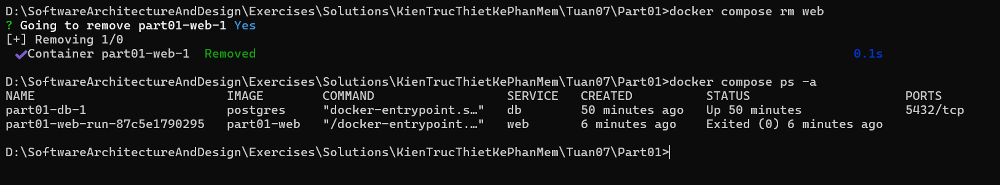 D:\SoftwareArchitectureAndDesign\Exercises\Solutions\KienTrucThietKePhanMem\Tuan07\Part01>docker compose rm web
? Going to remove part01-web-1 Yes
[+] Removing 1/0
✔Container part01-web-1  Removed 0.1s
D:\SoftwareArchitectureAndDesign\Exercises\Solutions\KienTrucThietKePhanMem\Tuan07\Part01>docker compose ps -a
NAME IMAGE COMMAND SERVICE CREATED STATUS PORTS
part01-db-1 postgres "docker-entrypoint.s…" db 50 minutes ago Up 50 minutes 5432/tcp
part01-web-run-87c5e1790295 part01-web "/docker-entrypoint.…" web 6 minutes ago Exited (0) 6 minutes ago
D:\SoftwareArchitectureAndDesign\Exercises\Solutions\KienTrucThietKePhanMem\Tuan07\Part01>